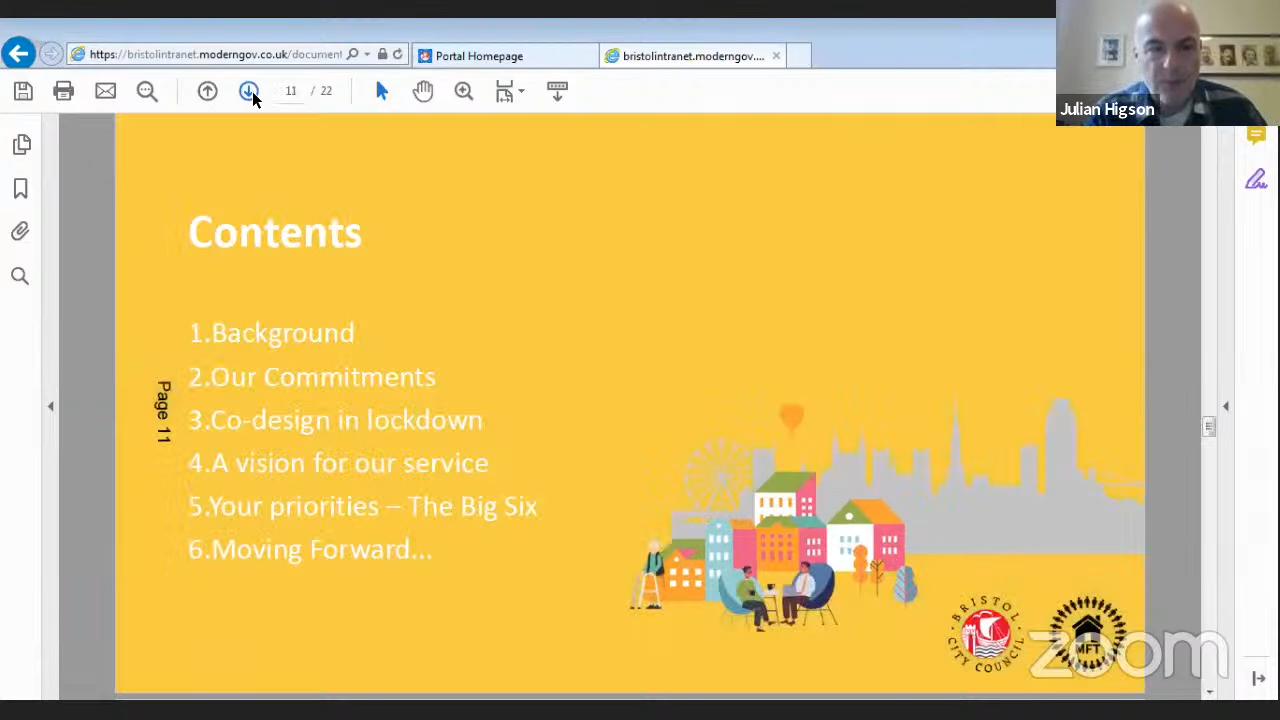 https://bristolintranet.moderngov.co.uk/document
Portal Homepage
bristolintranet.moderngov....
11 / 22
Julian Higson
Contents
1.Background
2.Our Commitments
3.Co-design in lockdown
4.A vision for our service
5.Your priorities – The Big Six
6.Moving Forward...
Page 11
BRISTOL CITY COUNCIL
MFT
zoom